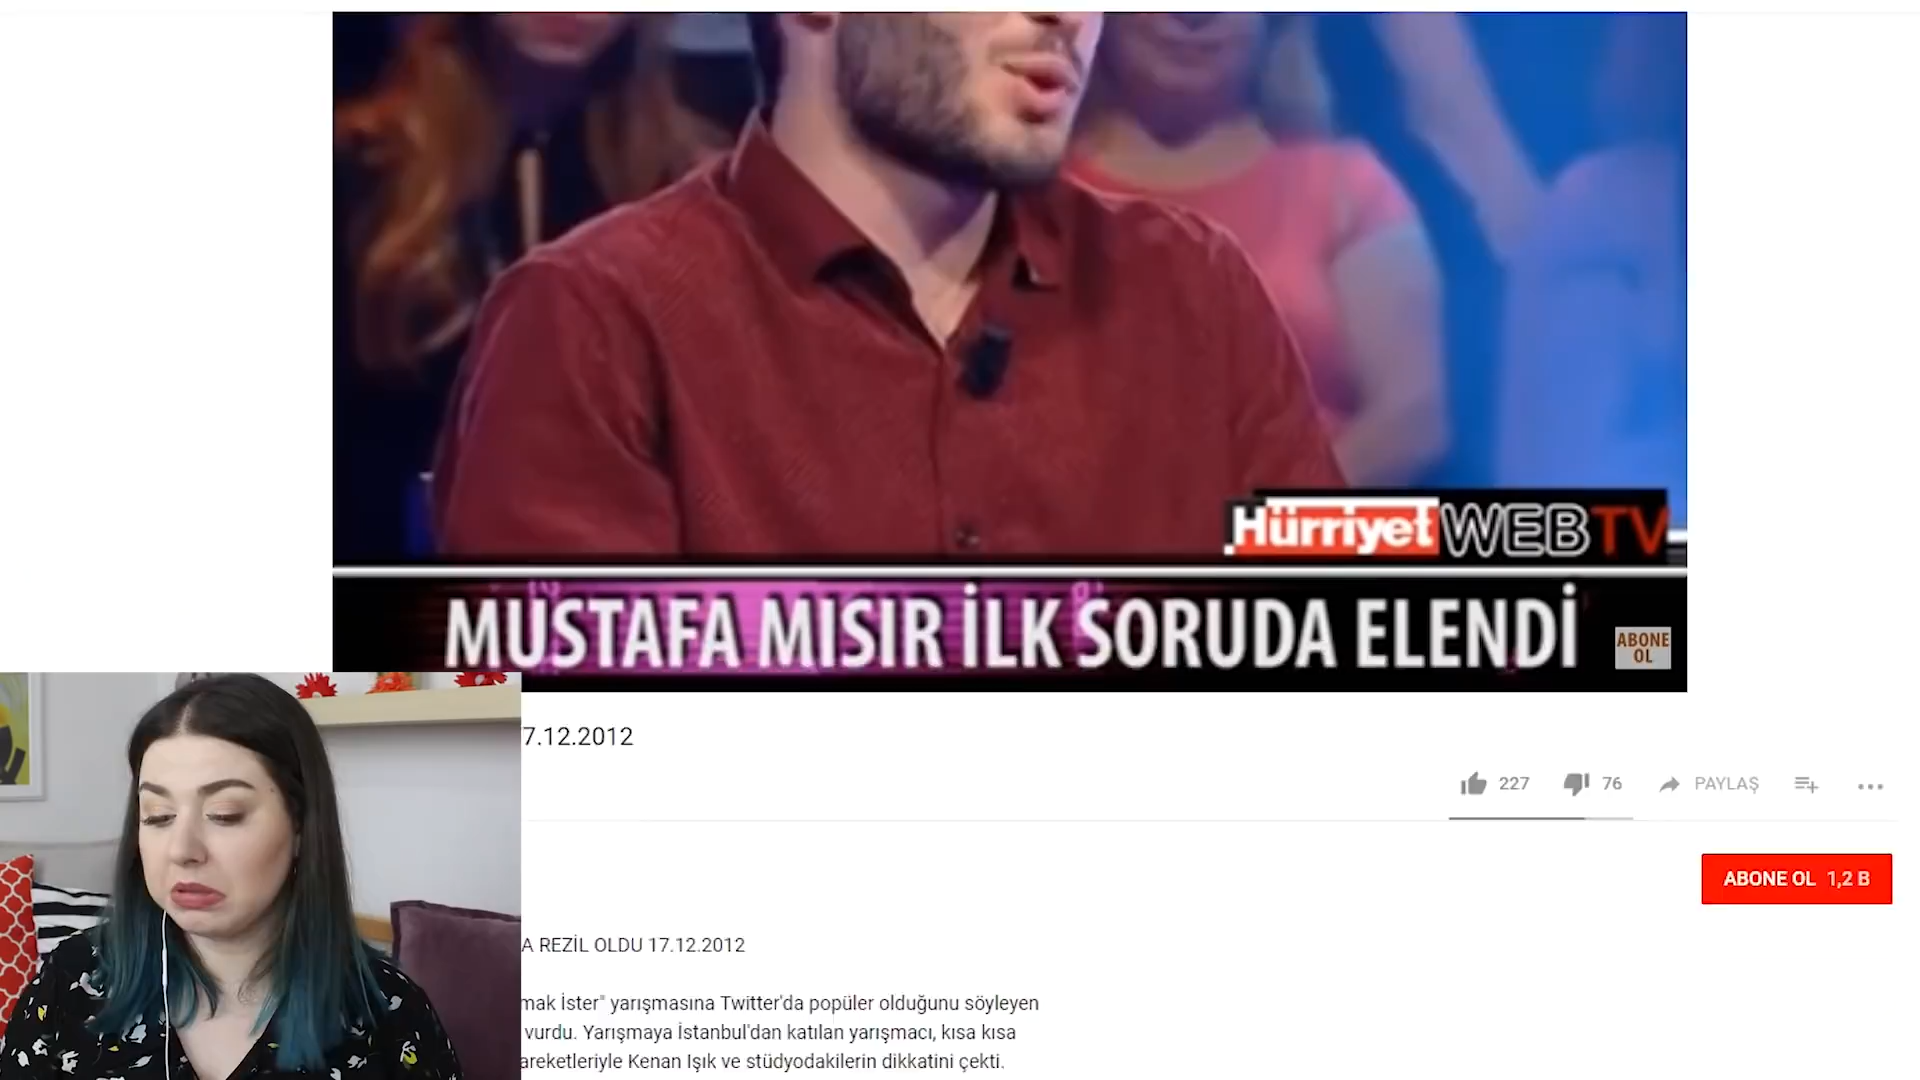 Hürriyet WEBTV
MUSTAFA MISIR İLK SORUDA ELENDİ
ABONE
OL
7.12.2012
227 76 PAYLAŞ
ABONE OL 1,2 B
A REZİL OLDU 17.12.2012
mak İster" yarışmasına Twitter'da popüler olduğunu söyleyen
vurdu. Yarışmaya İstanbul'dan katılan yarışmacı, kısa kısa
areketleriyle Kenan Işık ve stüdyodakilerin dikkatini çekti.